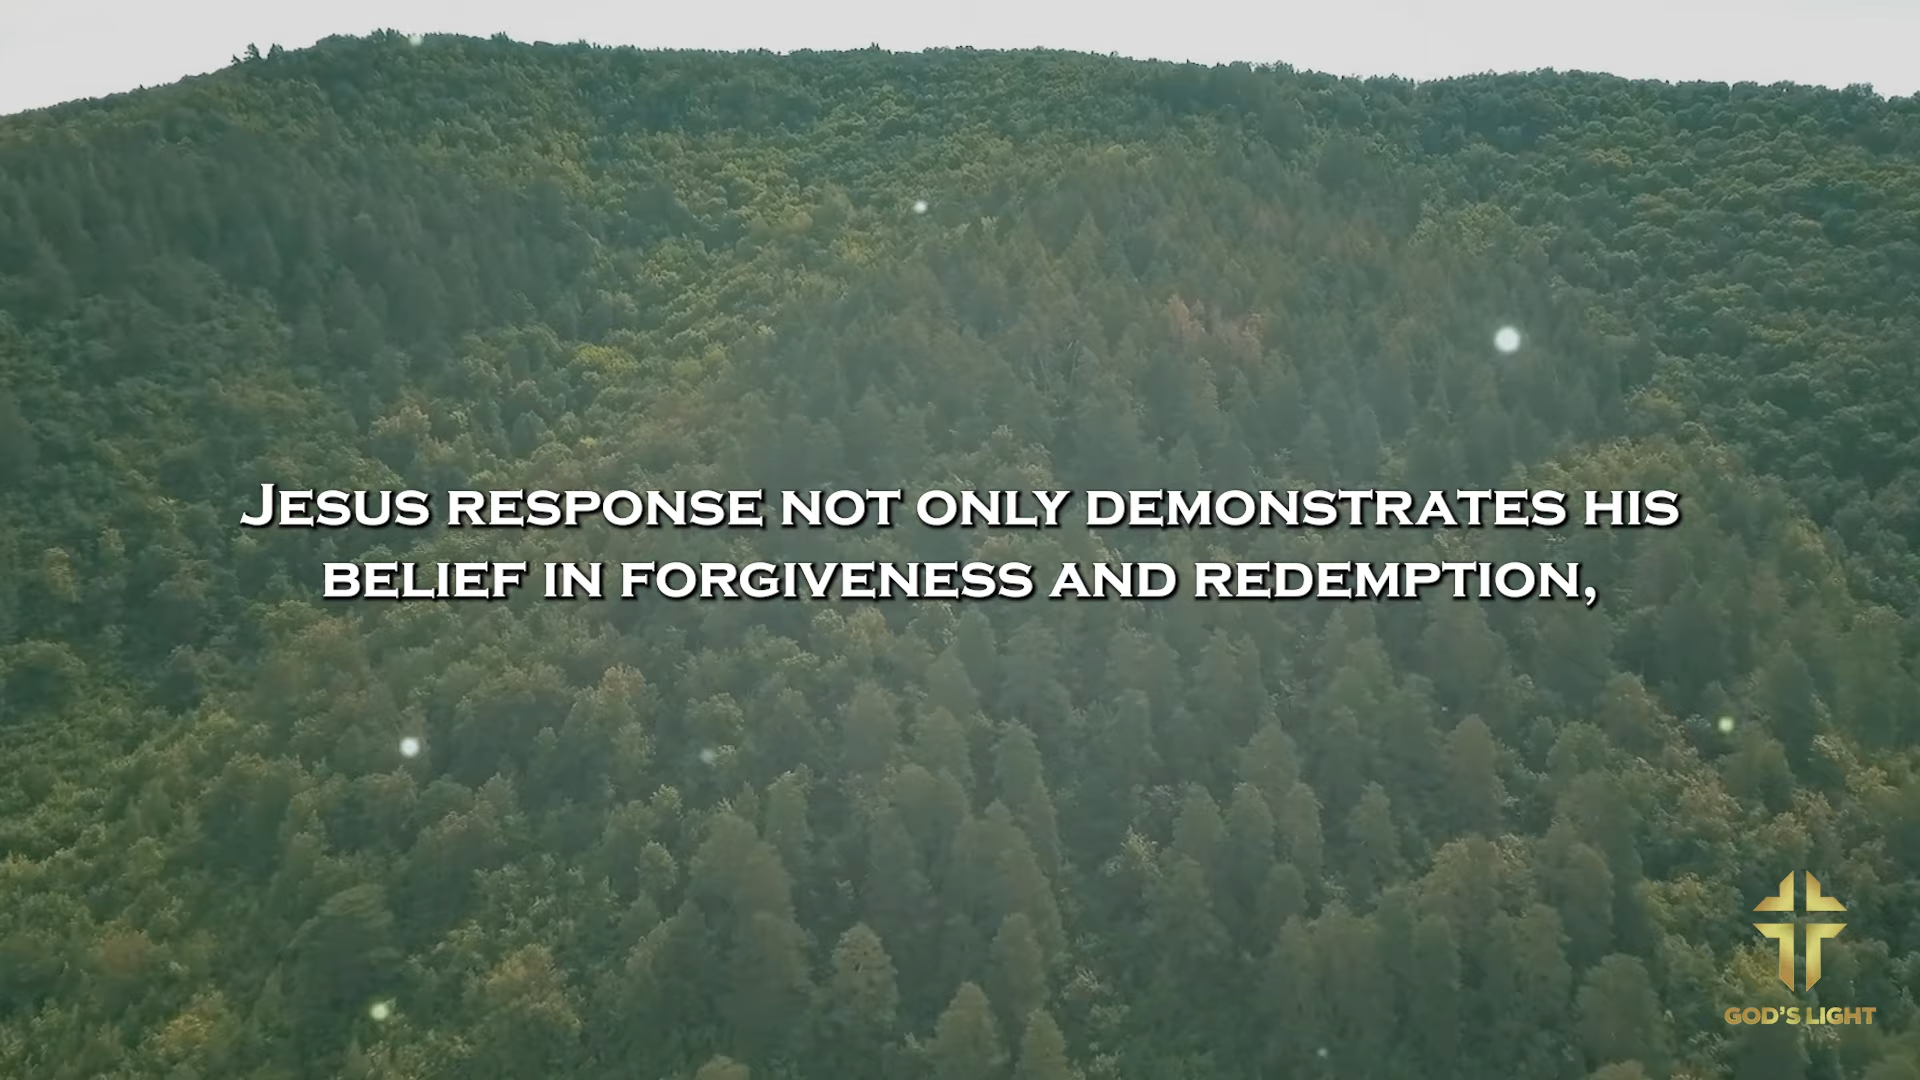 Jesus response not only demonstrates his
belief in forgiveness and redemption,
GOD'S LIGHT